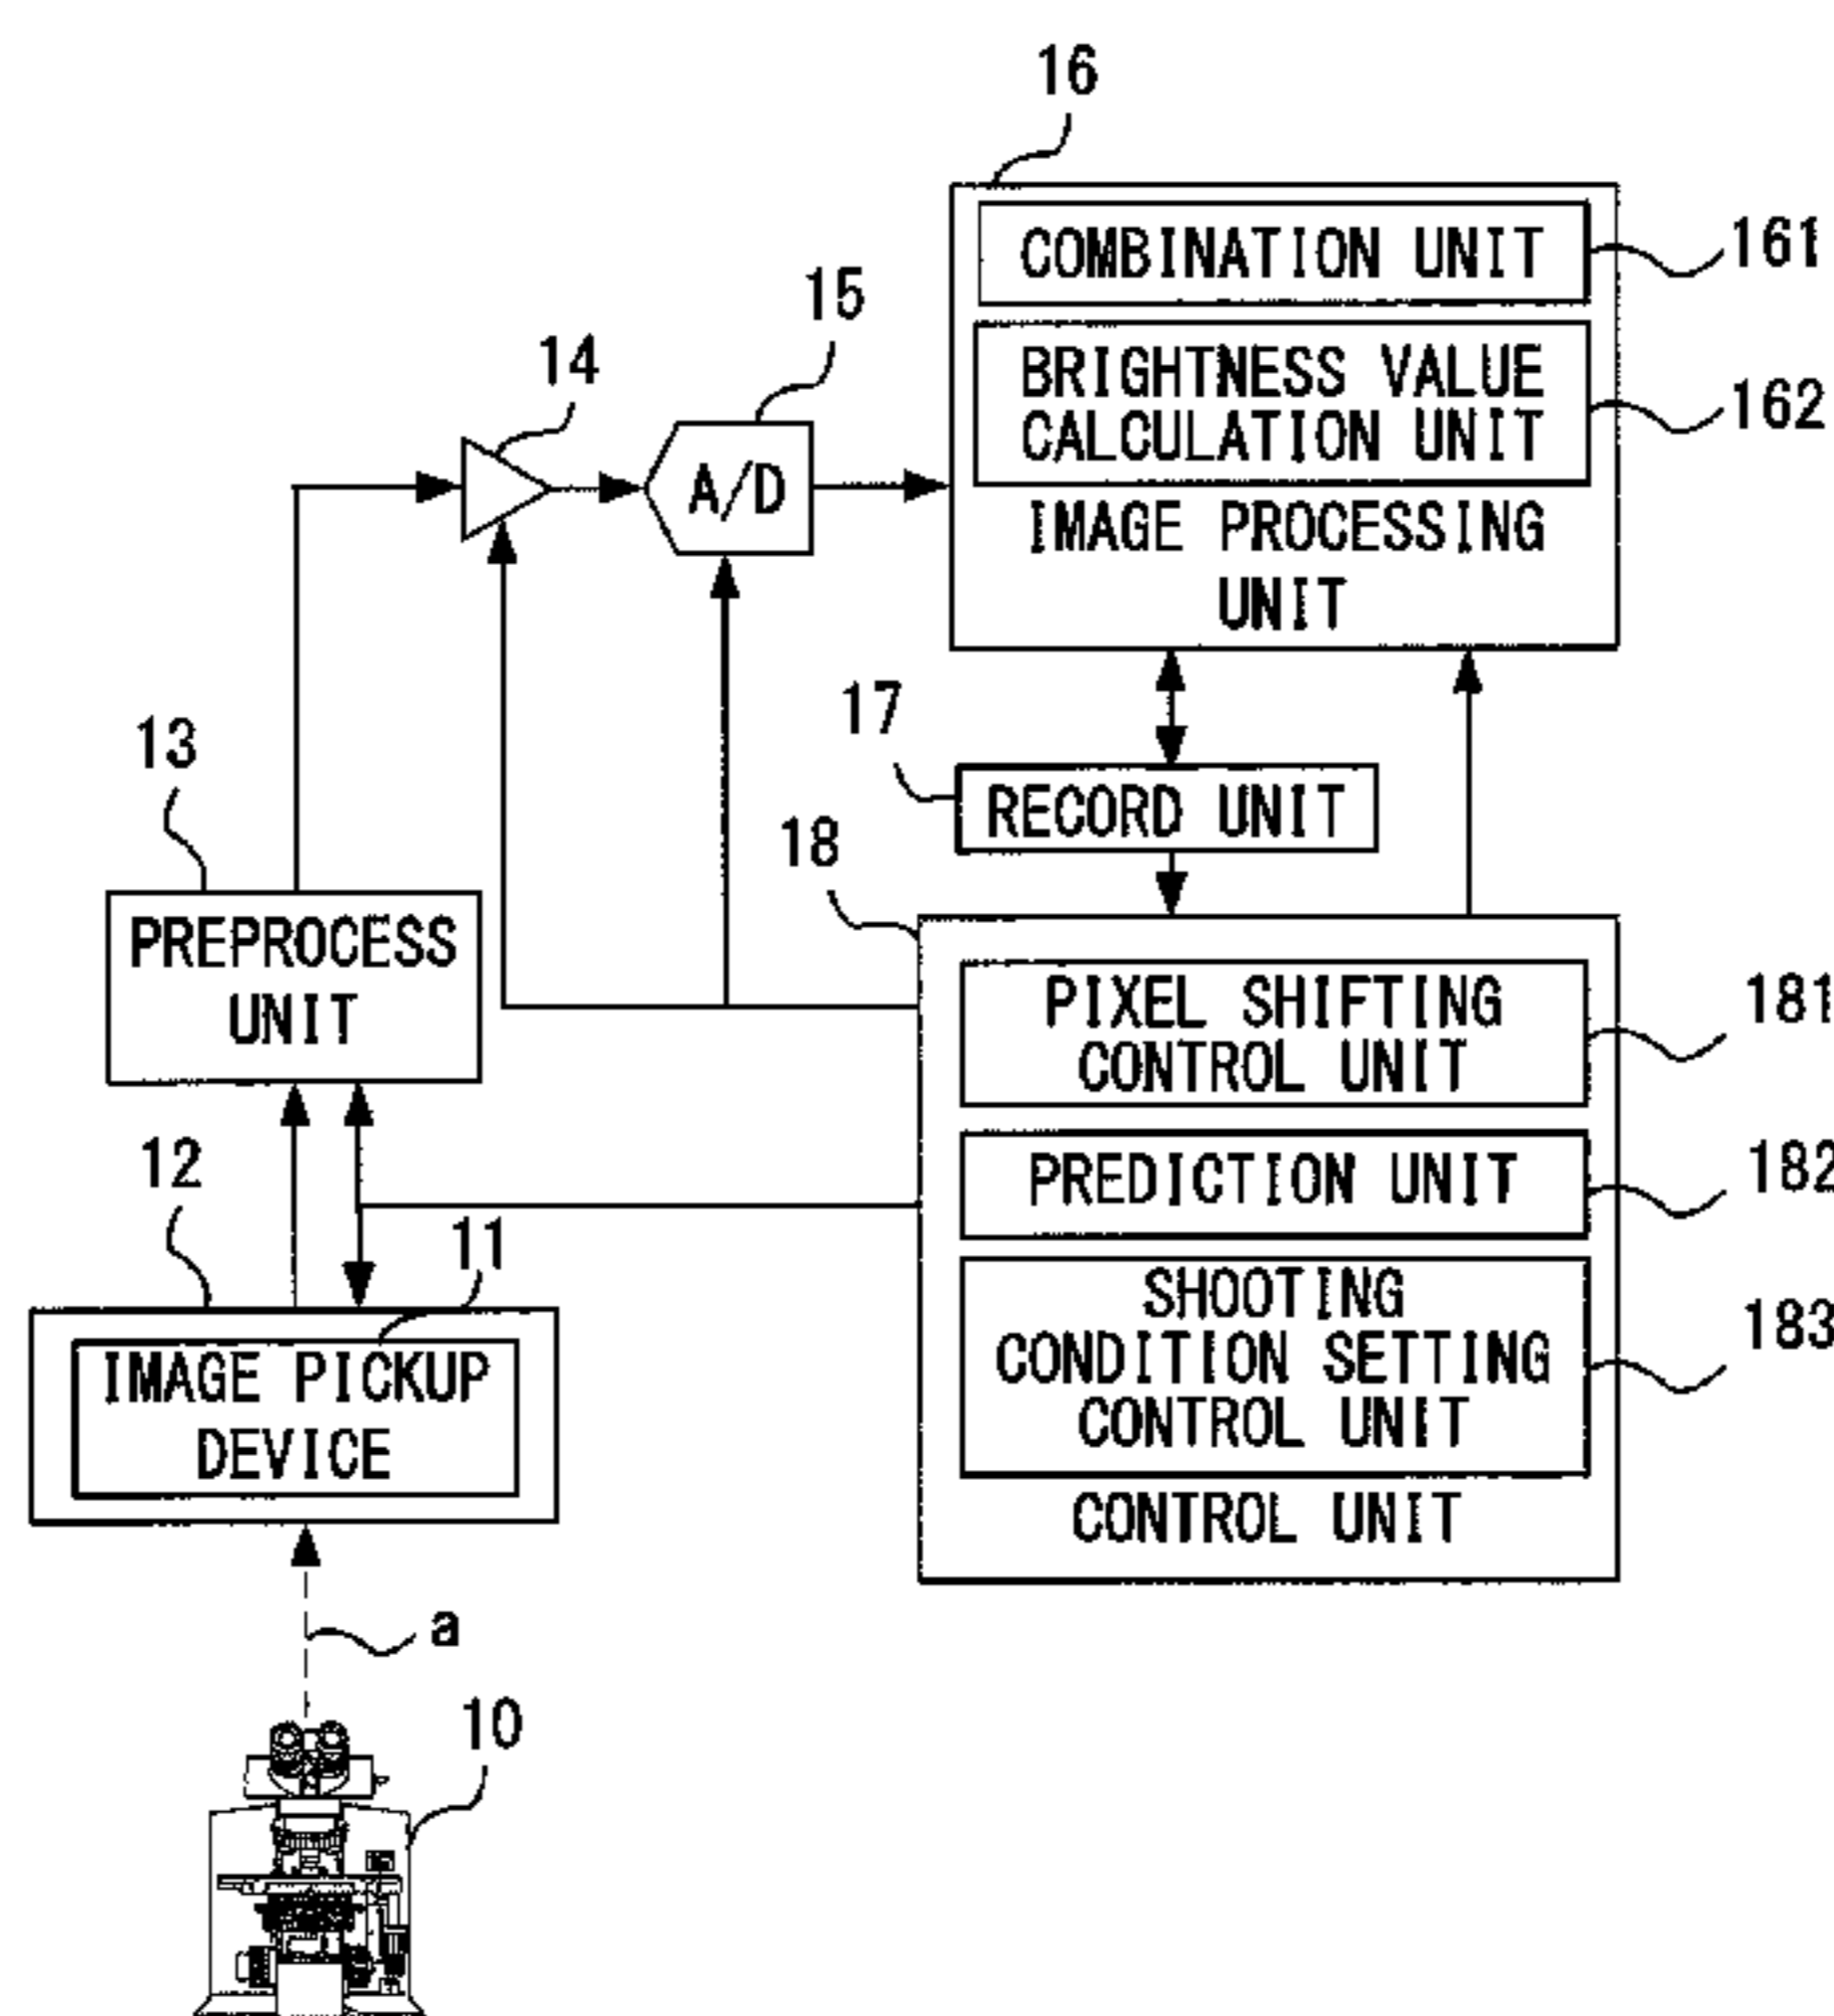 16
COMBINATION UNIT
161
15
BRIGHTNESS VALUE
CALCULATION UNIT
162
14
A/D
IMAGE PROCESSING
UNIT
17
13
RECORD UNIT
18
PREPROCESS
UNIT
PIXEL SHIFTING
CONTROL UNIT
181
12
PREDICTION UNIT
182
11
IMAGE PICKUP
DEVICE
SHOOTING
CONDITION SETTING
CONTROL UNIT
183
CONTROL UNIT
a
10